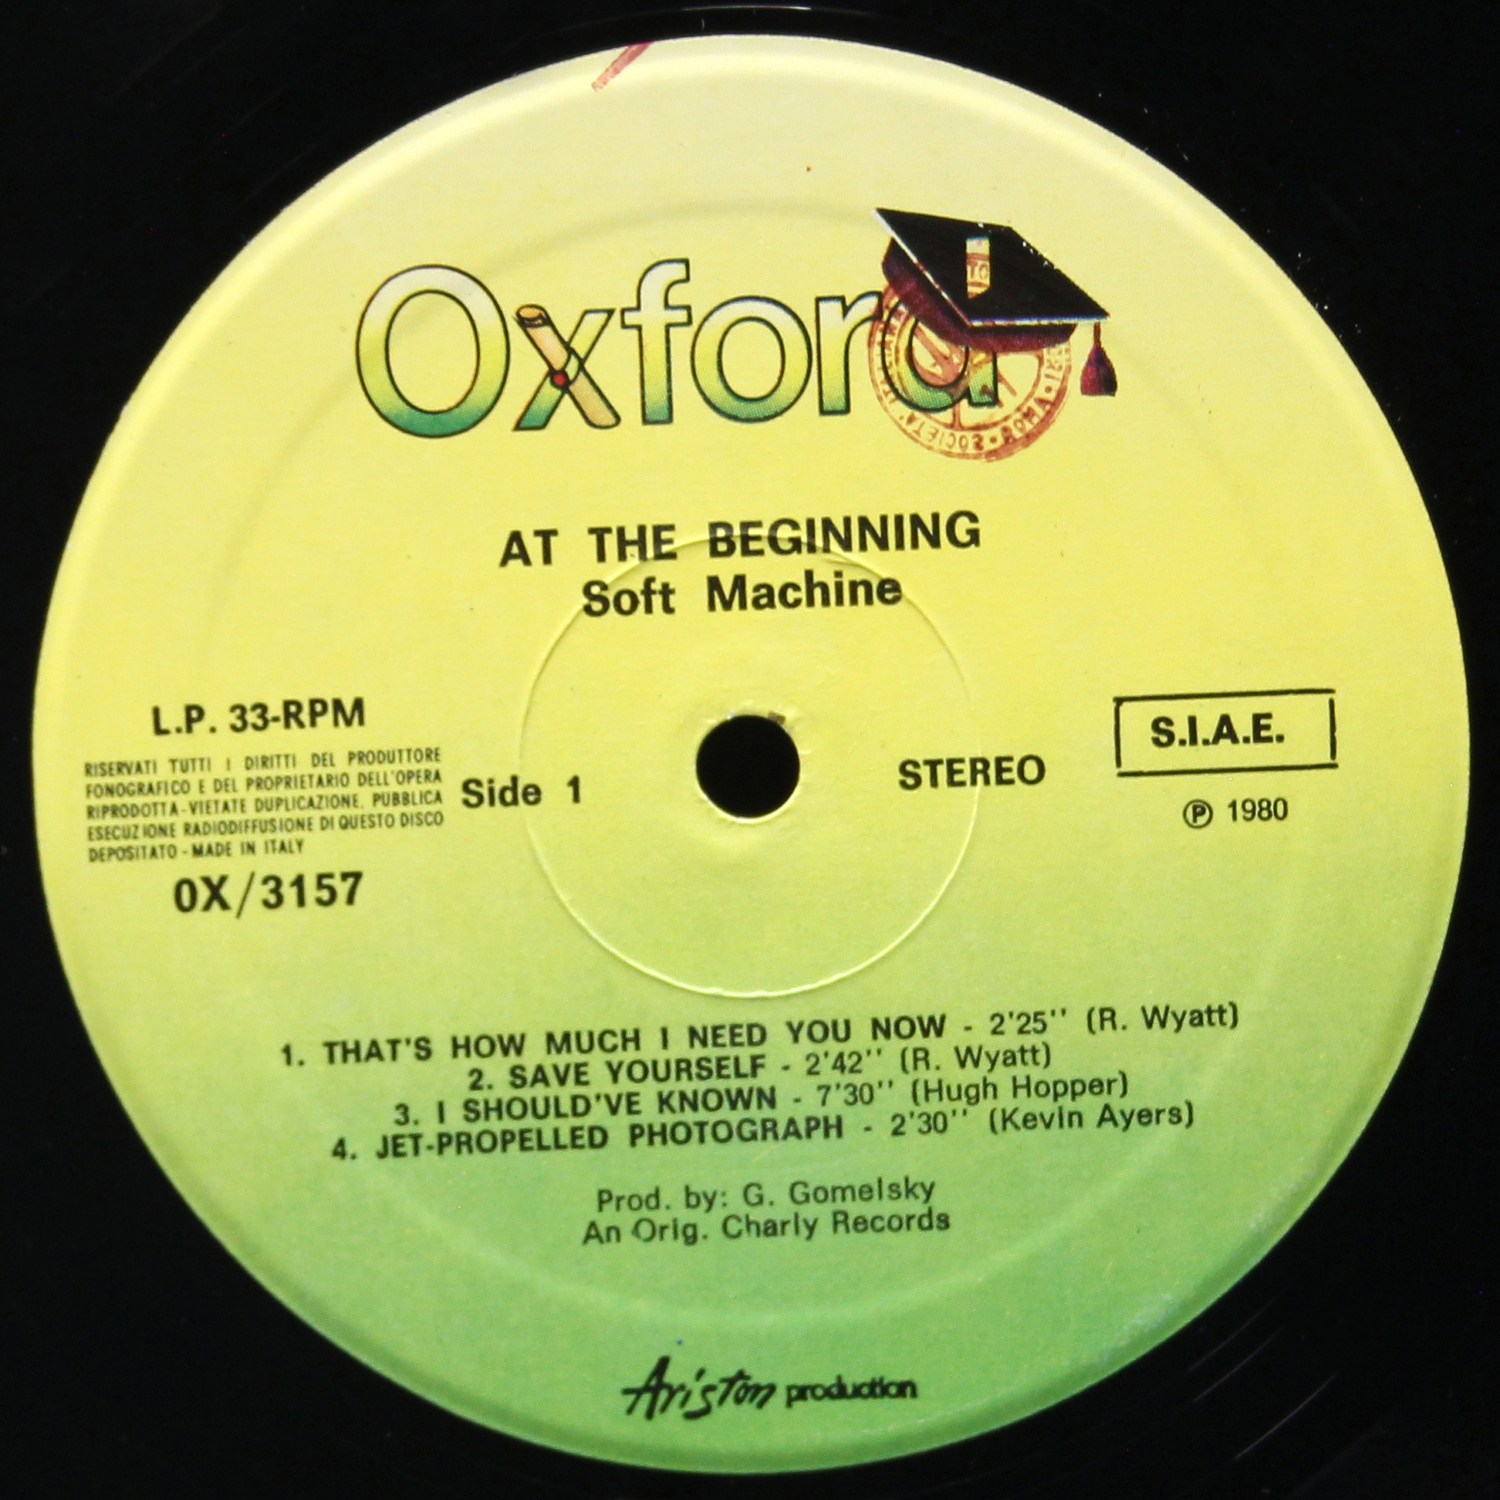 Oxford
AT THE BEGINNING
Soft Machine
L.P. 33-RPM
RISERVATI TUTTI I DIRITTI DEL PRODUTTORE
FONOGRAFICO E DEL PROPRIETARIO DELL'OPERA
RIPRODOTTA - VIETATE DUPLICAZIONE, PUBBLICA
ESECUZIONE RADIODIFFUSIONE DI QUESTO DISCO
DEPOSITATO - MADE IN ITALY
OX/3157
Side 1
STEREO
S.I.A.E.
Ⓟ 1980
1. THAT'S HOW MUCH I NEED YOU NOW - 2'25'' (R. Wyatt)
2. SAVE YOURSELF - 2'42'' (R. Wyatt)
3. I SHOULD'VE KNOWN - 7'30'' (Hugh Hopper)
4. JET-PROPELLED PHOTOGRAPH - 2'30'' (Kevin Ayers)
Prod. by: G. Gomelsky
An Orig. Charly Records
Ariston production
SOCIETA' ROMA